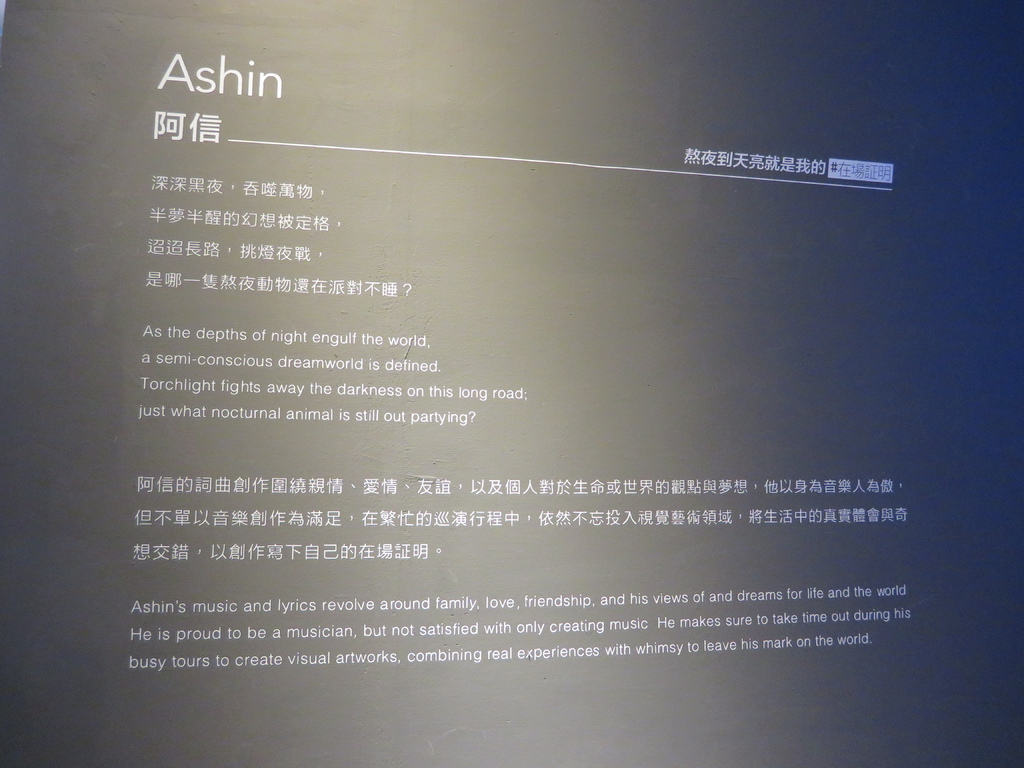 Ashin
阿信
熬夜到天亮就是我的 #在場証明
深深黑夜，吞噬萬物，
半夢半醒的幻想被定格，
迢迢長路，挑燈夜戰，
是哪一隻熬夜動物還在派對不睡？
As the depths of night engulf the world,
a semi-conscious dreamworld is defined.
Torchlight fights away the darkness on this long road;
just what nocturnal animal is still out partying?
阿信的詞曲創作圍繞親情、愛情、友誼，以及個人對於生命或世界的觀點與夢想，他以身為音樂人為傲，
但不單以音樂創作為滿足，在繁忙的巡演行程中，依然不忘投入視覺藝術領域，將生活中的真實體會與奇
想交錯，以創作寫下自己的在場証明。
Ashin's music and lyrics revolve around family, love, friendship, and his views of and dreams for life and the world
He is proud to be a musician, but not satisfied with only creating music He makes sure to take time out during his
busy tours to create visual artworks, combining real experiences with whimsy to leave his mark on the world.